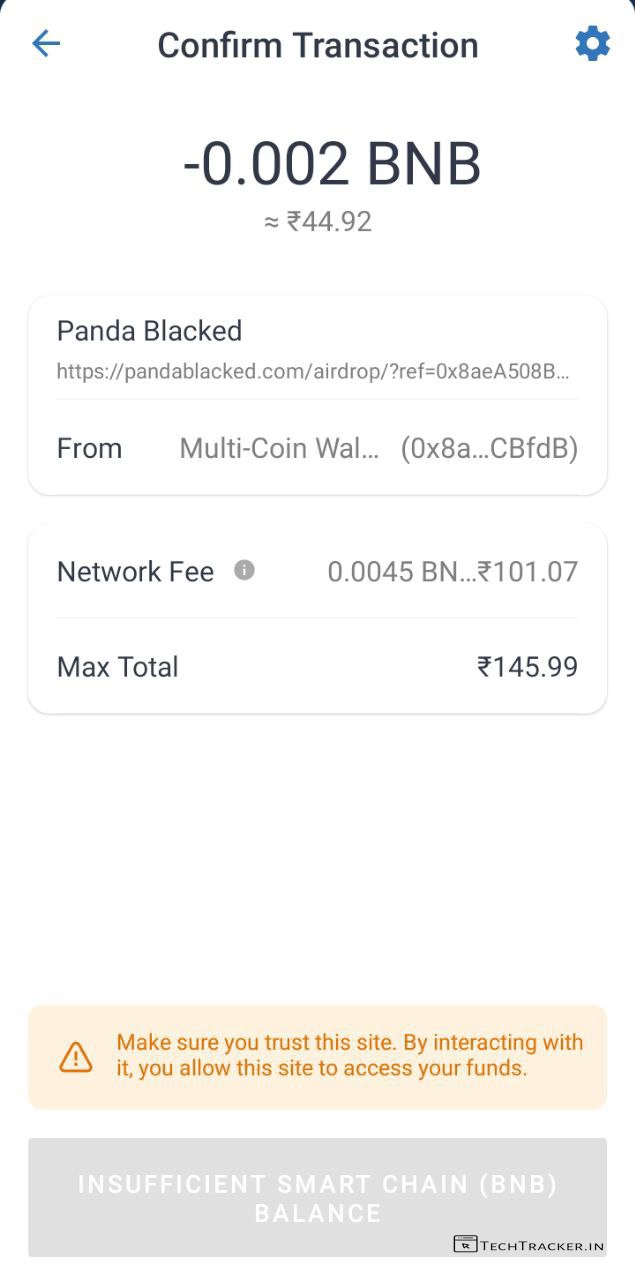 Confirm Transaction
-0.002 BNB
≈ ₹44.92
Panda Blacked
https://pandablacked.com/airdrop/?ref=0x8aeA508B...
From Multi-Coin Wal... (0x8a...CBfdB)
Network Fee 0.0045 BN...₹101.07
Max Total ₹145.99
Make sure you trust this site. By interacting with
it, you allow this site to access your funds.
INSUFFICIENT SMART CHAIN (BNB)
BALANCE
TECHTRACKER.IN